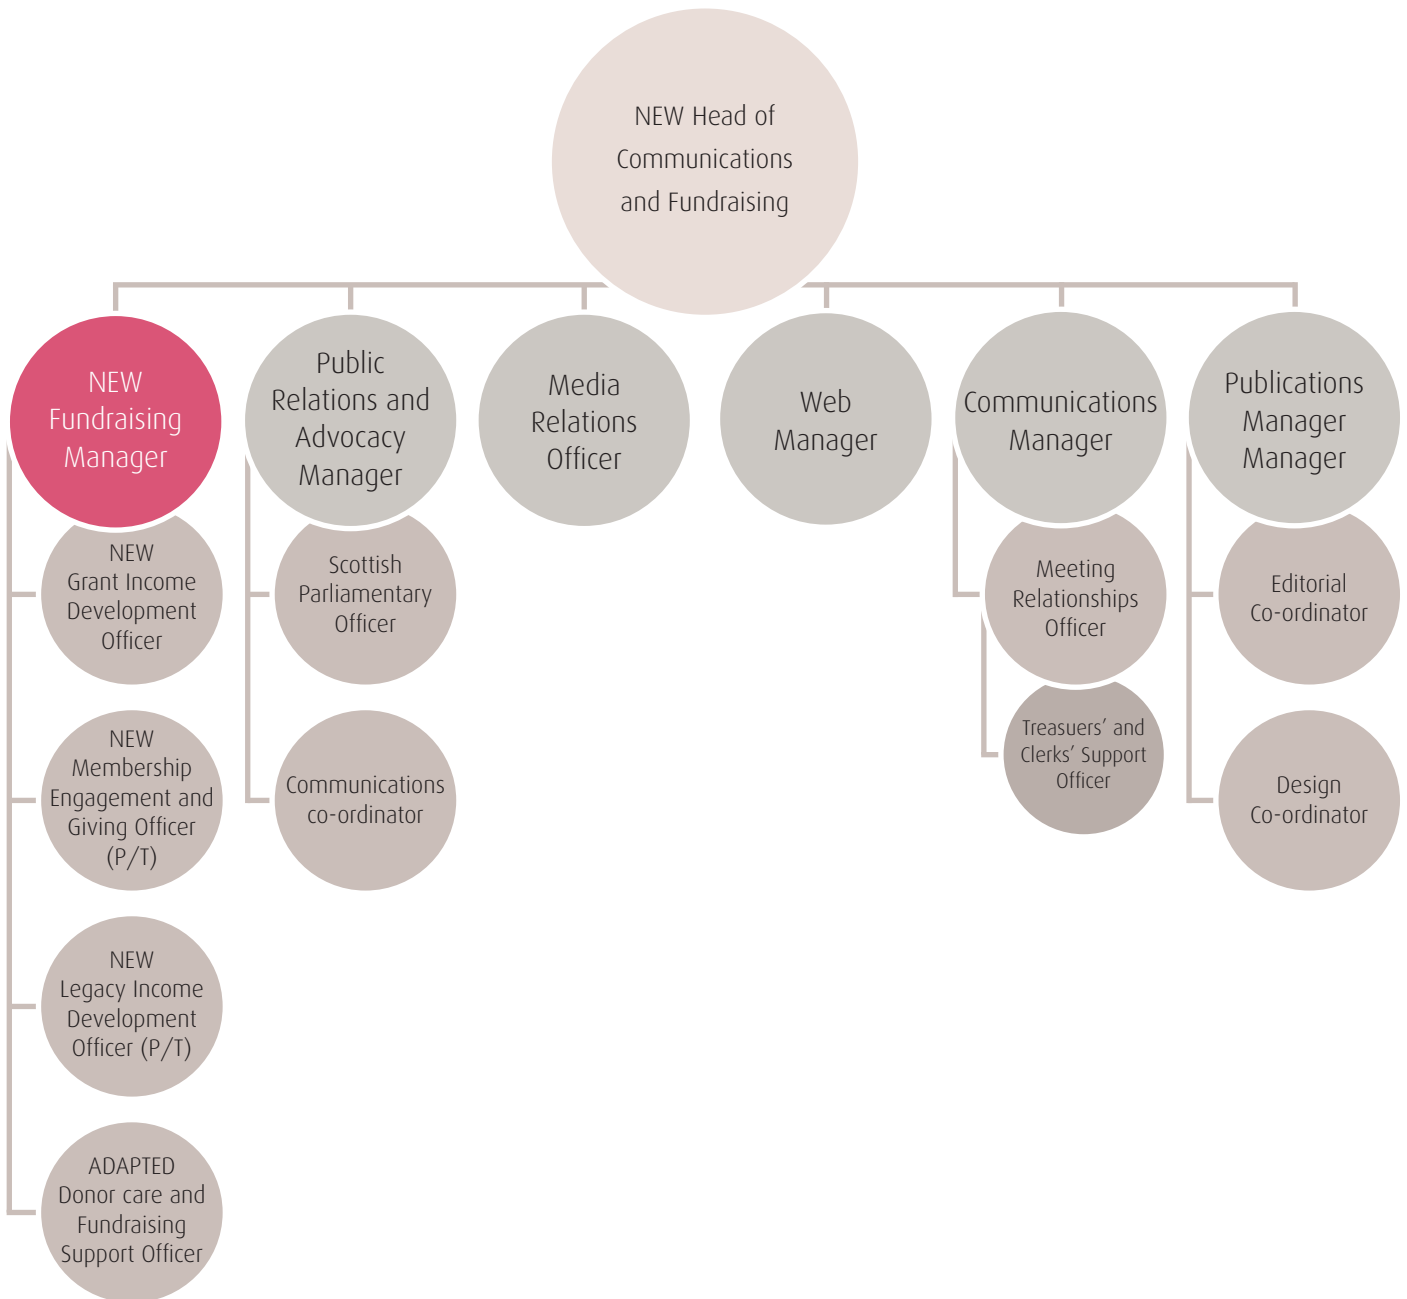 NEW Head of
Communications
and Fundraising
NEW
Fundraising
Manager
Public
Relations and
Advocacy
Manager
Media
Relations
Officer
Web
Manager
Communications
Manager
Publications
Manager
Manager
NEW
Grant Income
Development
Officer
Scottish
Parliamentary
Officer
Meeting
Relationships
Officer
Editorial
Co-ordinator
NEW
Membership
Engagement and
Giving Officer
(P/T)
Communications
co-ordinator
Treasuers’ and
Clerks’ Support
Officer
Design
Co-ordinator
NEW
Legacy Income
Development
Officer (P/T)
ADAPTED
Donor care and
Fundraising
Support Officer